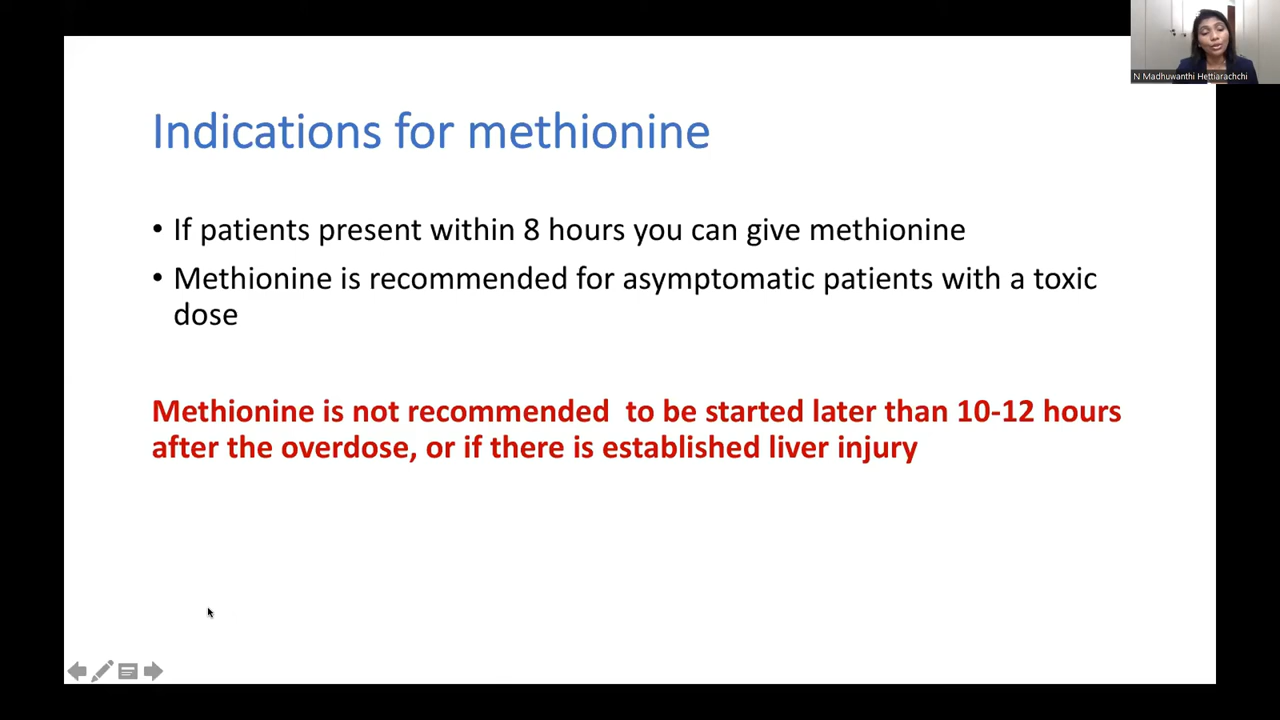 N Madhuwanthi Hettiarachchi
Indications for methionine
• If patients present within 8 hours you can give methionine
• Methionine is recommended for asymptomatic patients with a toxic
dose
Methionine is not recommended  to be started later than 10-12 hours
after the overdose, or if there is established liver injury